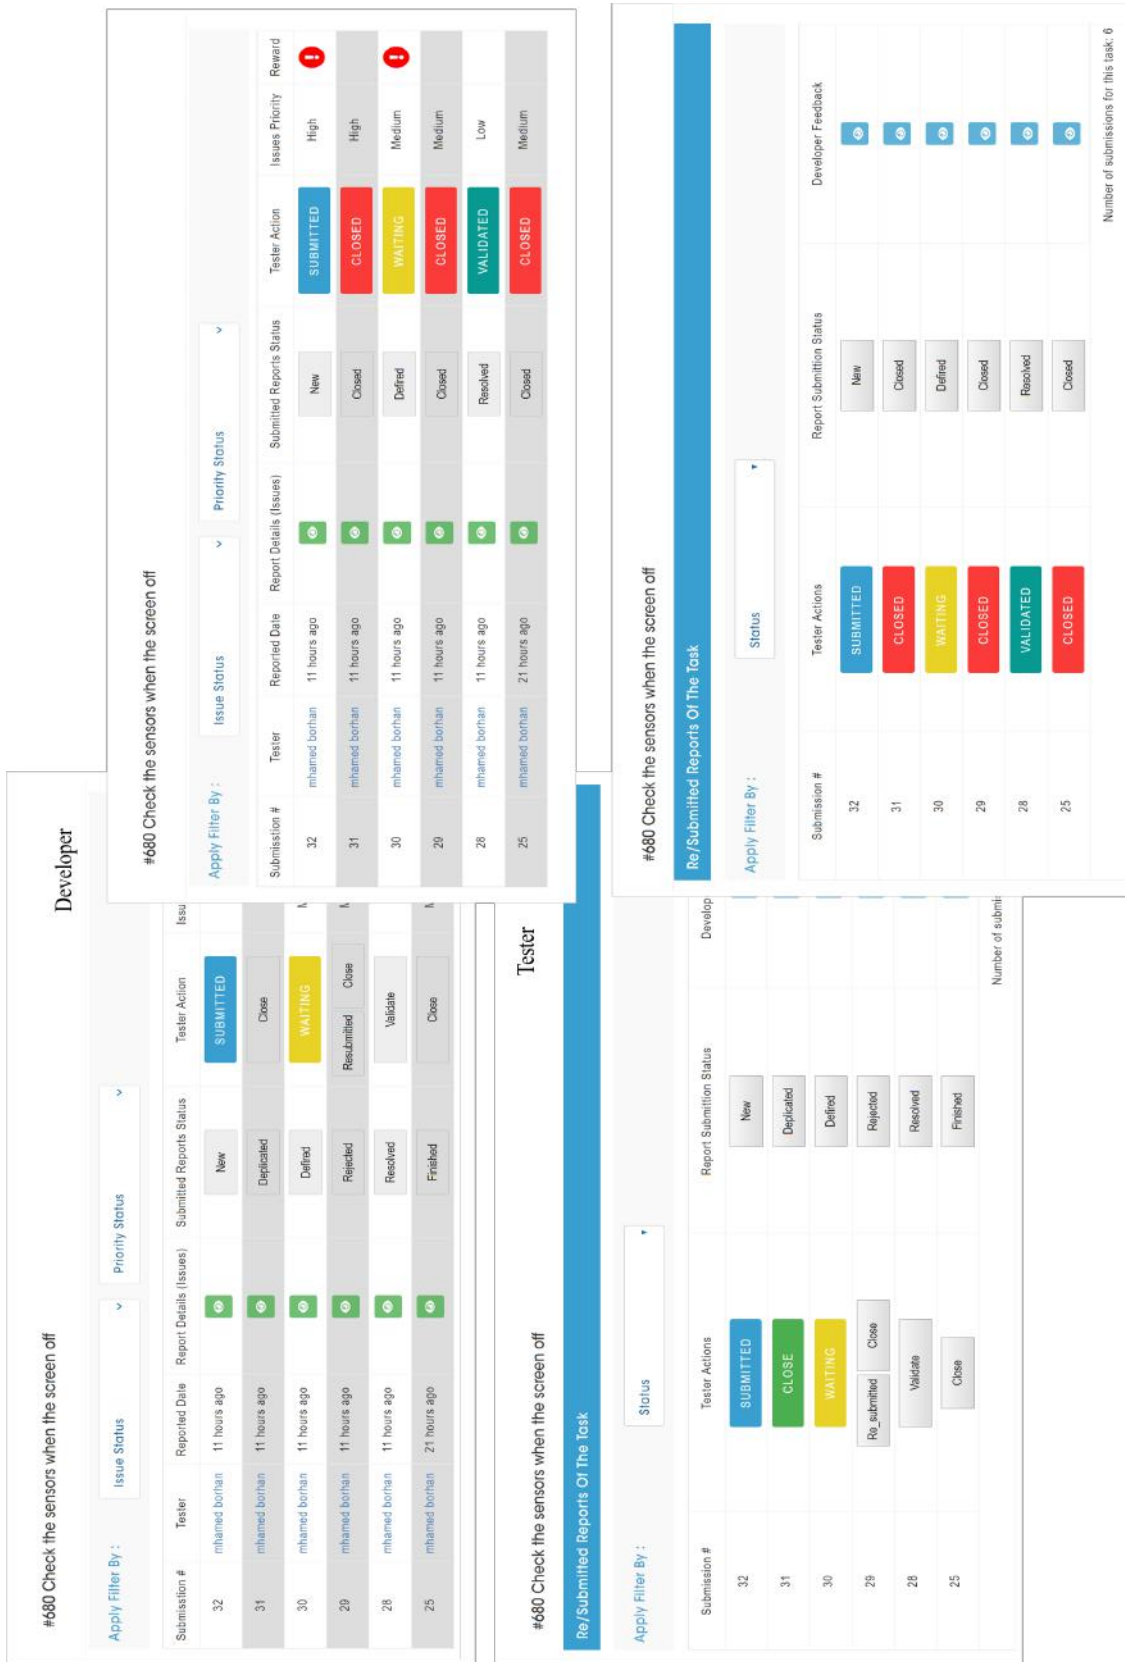 Developer
#680 Check the sensors when the screen off
Apply Filter By :
Issue Status
Priority Status
Submisstion #
Tester
Reported Date
Report Details (Issues)
Submitted Reports Status
Tester Action
Issu
32 mhamed borhan 11 hours ago New SUBMITTED
31 mhamed borhan 11 hours ago Deplicated Close
30 mhamed borhan 11 hours ago Defired WAITING
29 mhamed borhan 11 hours ago Rejected Resubmitted Close
28 mhamed borhan 11 hours ago Resolved Validate
25 mhamed borhan 21 hours ago Finished Close
#680 Check the sensors when the screen off
Apply Filter By :
Issue Status
Priority Status
Submisstion #
Tester
Reported Date
Report Details (Issues)
Submitted Reports Status
Tester Action
Issues Priority
Reward
32 mhamed borhan 11 hours ago New SUBMITTED High
31 mhamed borhan 11 hours ago Closed CLOSED High
30 mhamed borhan 11 hours ago Defired WAITING Medium
29 mhamed borhan 11 hours ago Closed CLOSED Medium
28 mhamed borhan 11 hours ago Resolved VALIDATED Low
25 mhamed borhan 21 hours ago Closed CLOSED Medium
Tester
#680 Check the sensors when the screen off
Re/Submitted Reports Of The Task
Apply Filter By :
Status
Submission #
Tester Actions
Report Submittion Status
Develop
32 SUBMITTED New
31 CLOSE Deplicated
30 WAITING Defired
29 Re_submitted Close Rejected
28 Validate Resolved
25 Close Finished
Number of submis
#680 Check the sensors when the screen off
Re/Submitted Reports Of The Task
Apply Filter By :
Status
Submission #
Tester Actions
Report Submittion Status
Developer Feedback
32 SUBMITTED New
31 CLOSED Closed
30 WAITING Defired
29 CLOSED Closed
28 VALIDATED Resolved
25 CLOSED Closed
Number of submissions for this task: 6